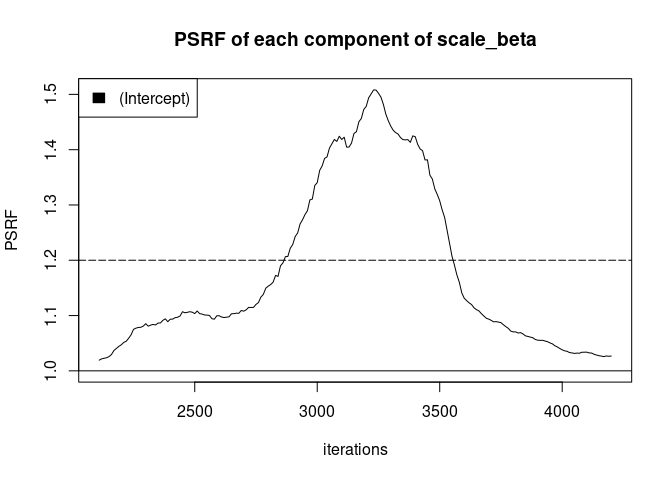 PSRF of each component of scale_beta
(Intercept)
PSRF
1.5
1.4
1.3
1.2
1.1
1.0
2500 3000 3500 4000
iterations